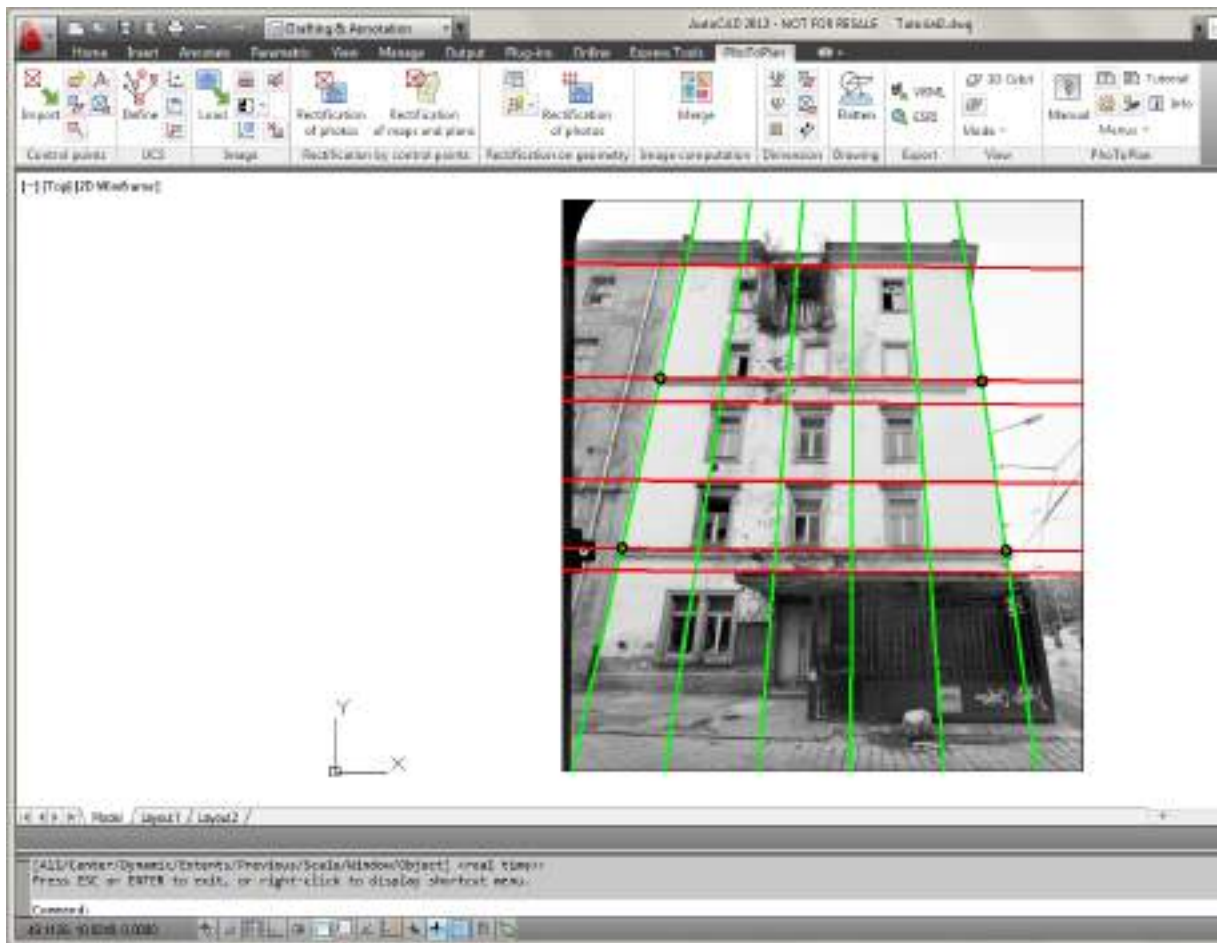 Drafting & Annotation
AutoCAD 2013 - NOT FOR RESALE Tutorial.dwg
Home Insert Annotate Parametric View Manage Output Plug-ins Online Express Tools PhoToPlan
Import Define Load Rectification of photos Rectification of maps and plans Rectification of photos Merge Flatten VRML 3D Orbit Manual Tutorial
CSRS Info
Mode Menus
Control points UCS Image Rectification by control points Rectification on geometry Image computation Dimension Drawing Export View PhoToPlan
[-] [Top] [2D Wireframe]
Y
X
Model / Layout1 / Layout2 /
[All/Center/Dynamic/Extents/Previous/Scale/Window/Object] <real time>:
Press ESC or ENTER to exit, or right-click to display shortcut menu.
Command: